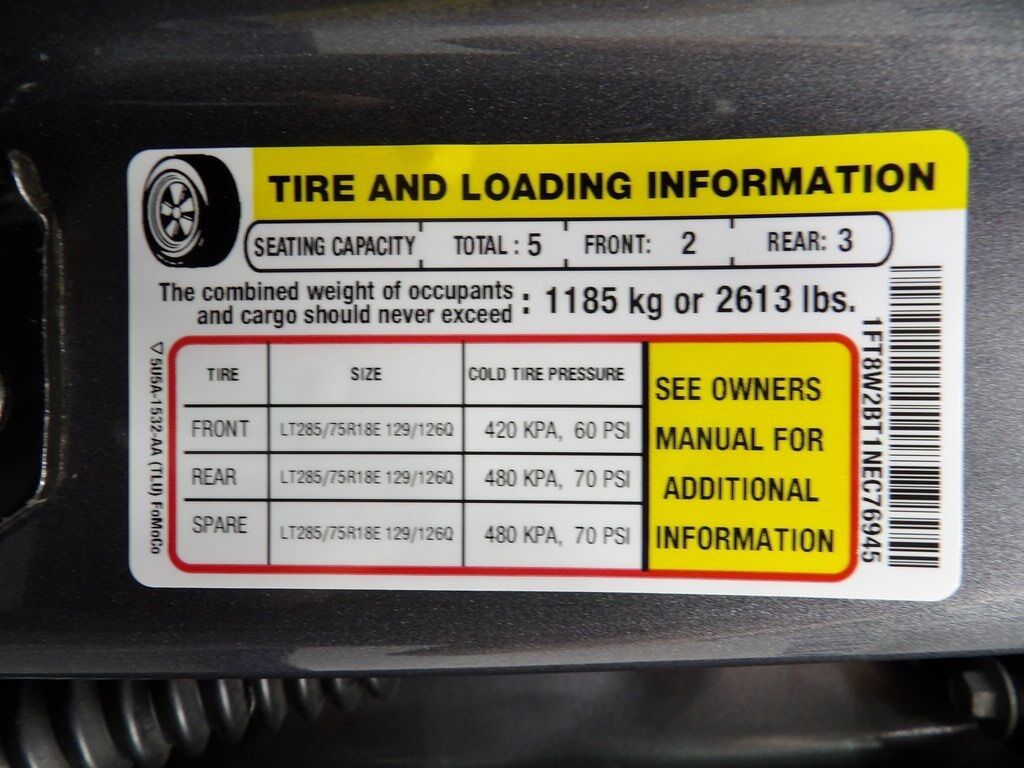 TIRE AND LOADING INFORMATION
SEATING CAPACITY TOTAL : 5 FRONT: 2 REAR: 3
The combined weight of occupants
and cargo should never exceed : 1185 kg or 2613 lbs.
TIRE SIZE COLD TIRE PRESSURE
FRONT LT285/75R18E 129/126Q 420 KPA, 60 PSI
REAR LT285/75R18E 129/126Q 480 KPA, 70 PSI
SPARE LT285/75R18E 129/126Q 480 KPA, 70 PSI
SEE OWNERS
MANUAL FOR
ADDITIONAL
INFORMATION
5U5A-1532-AA (TLU) FoMoCo
1FT8W2BT1NEC76945